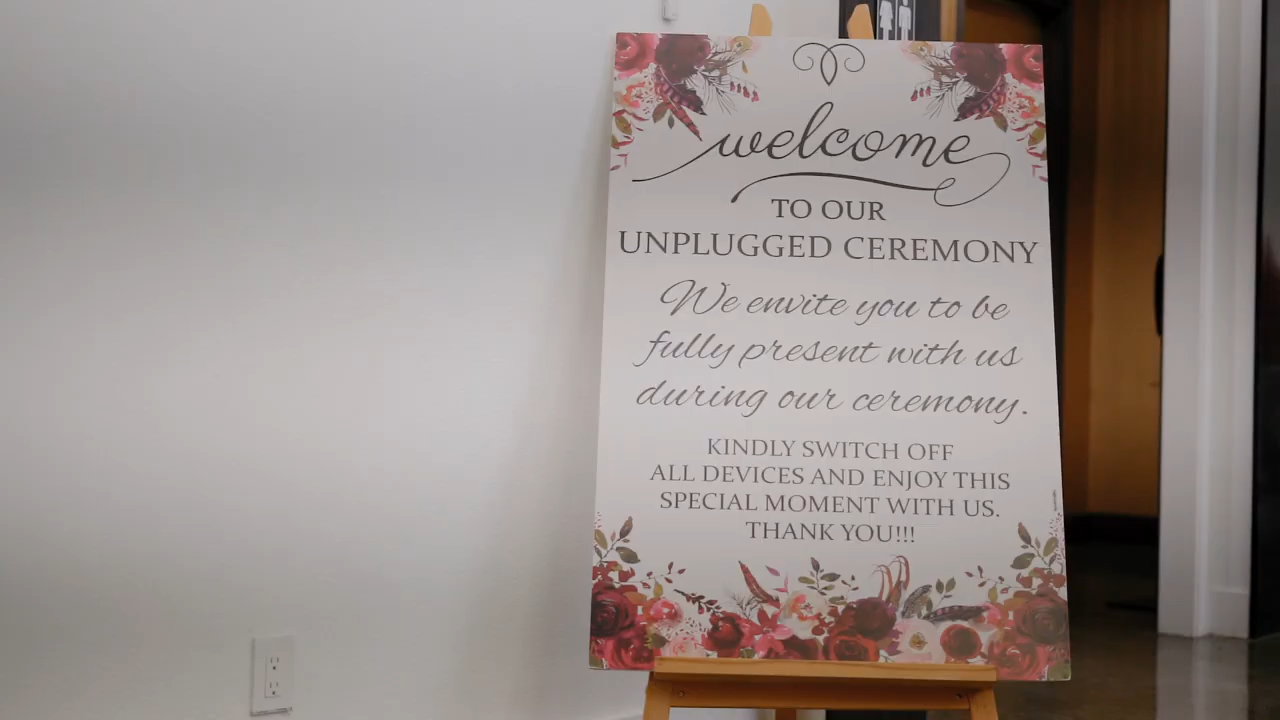 welcome
TO OUR
UNPLUGGED CEREMONY
We envite you to be
fully present with us
during our ceremony.
KINDLY SWITCH OFF
ALL DEVICES AND ENJOY THIS
SPECIAL MOMENT WITH US.
THANK YOU!!!